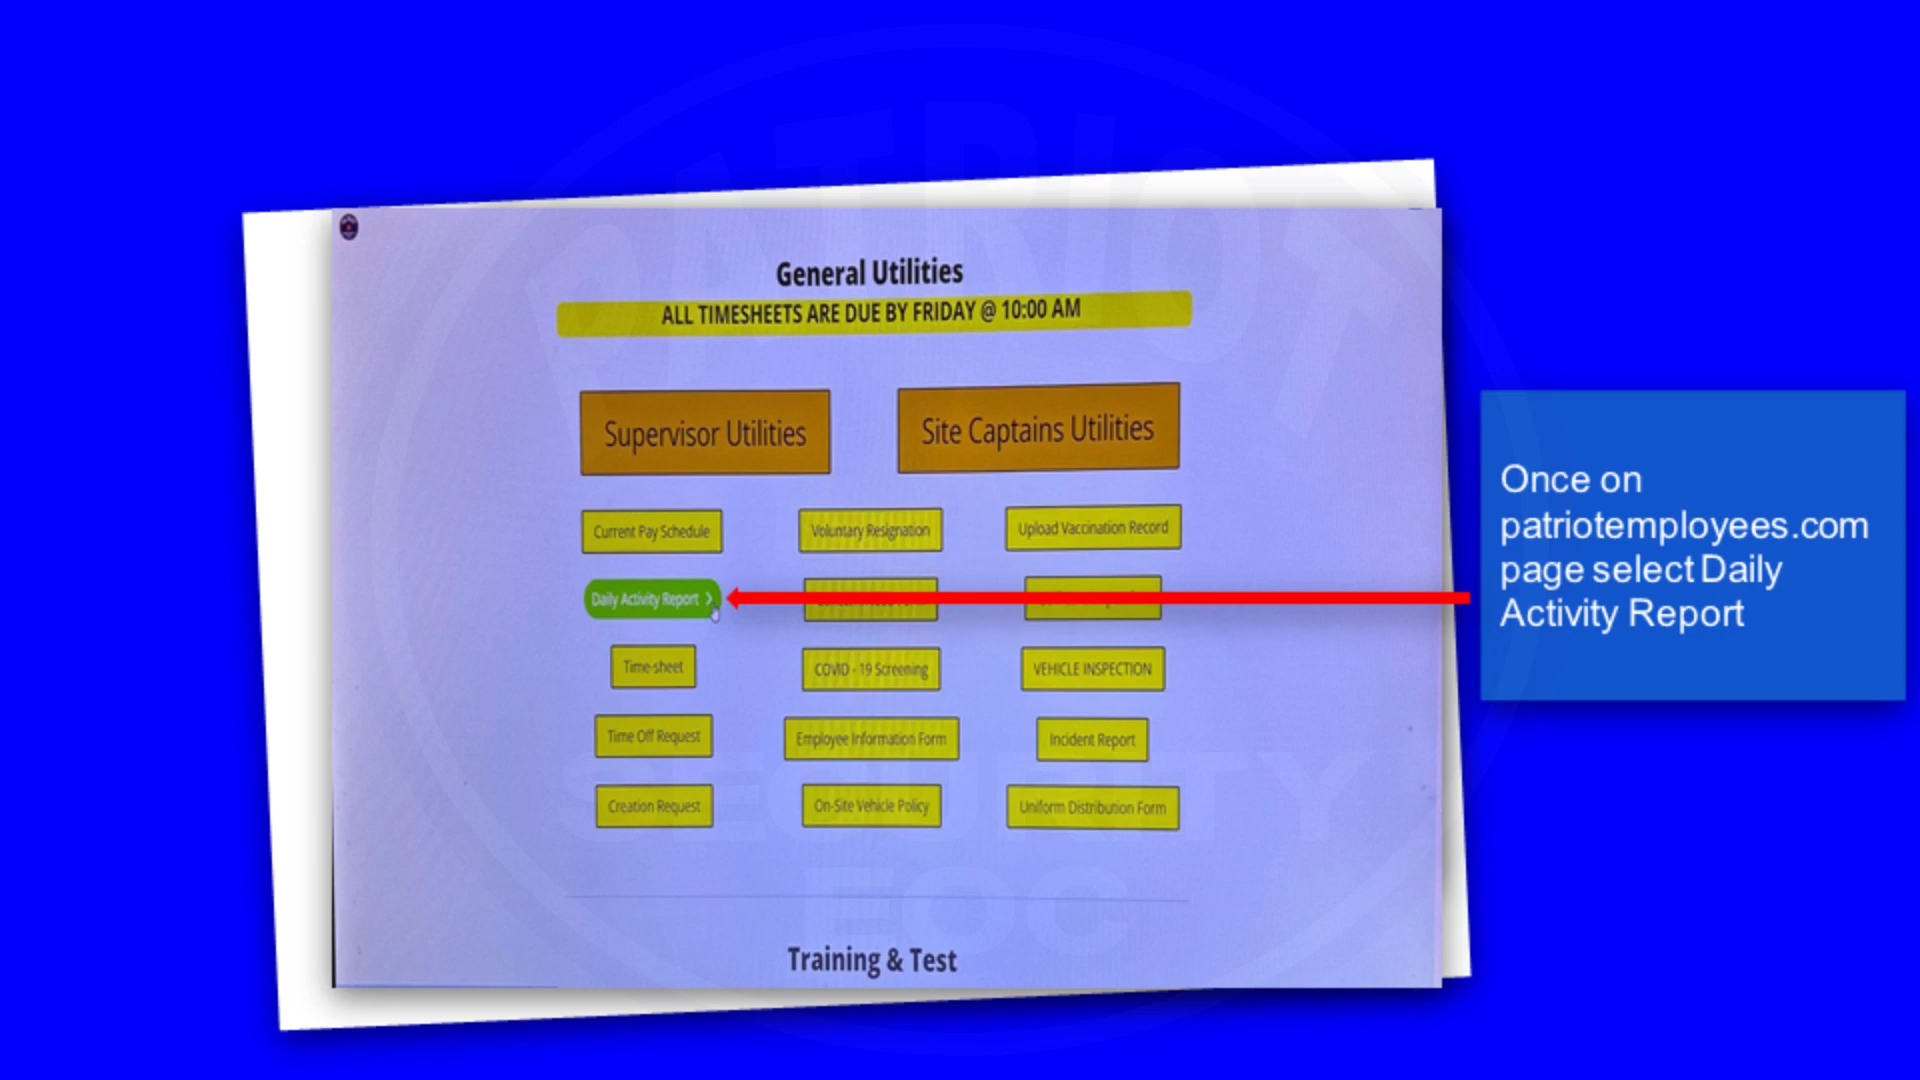 PATRIOT
General Utilities
ALL TIMESHEETS ARE DUE BY FRIDAY @ 10:00 AM
Supervisor Utilities
Site Captains Utilities
Current Pay Schedule
Voluntary Resignation
Upload Vaccination Record
Daily Activity Report >
Time-sheet
COVID - 19 Screening
VEHICLE INSPECTION
Time Off Request
Employee Information Form
Incident Report
Creation Request
On-Site Vehicle Policy
Uniform Distribution Form
SECURITY
EOC
Training & Test
Once on
patriotemployees.com
page select Daily
Activity Report